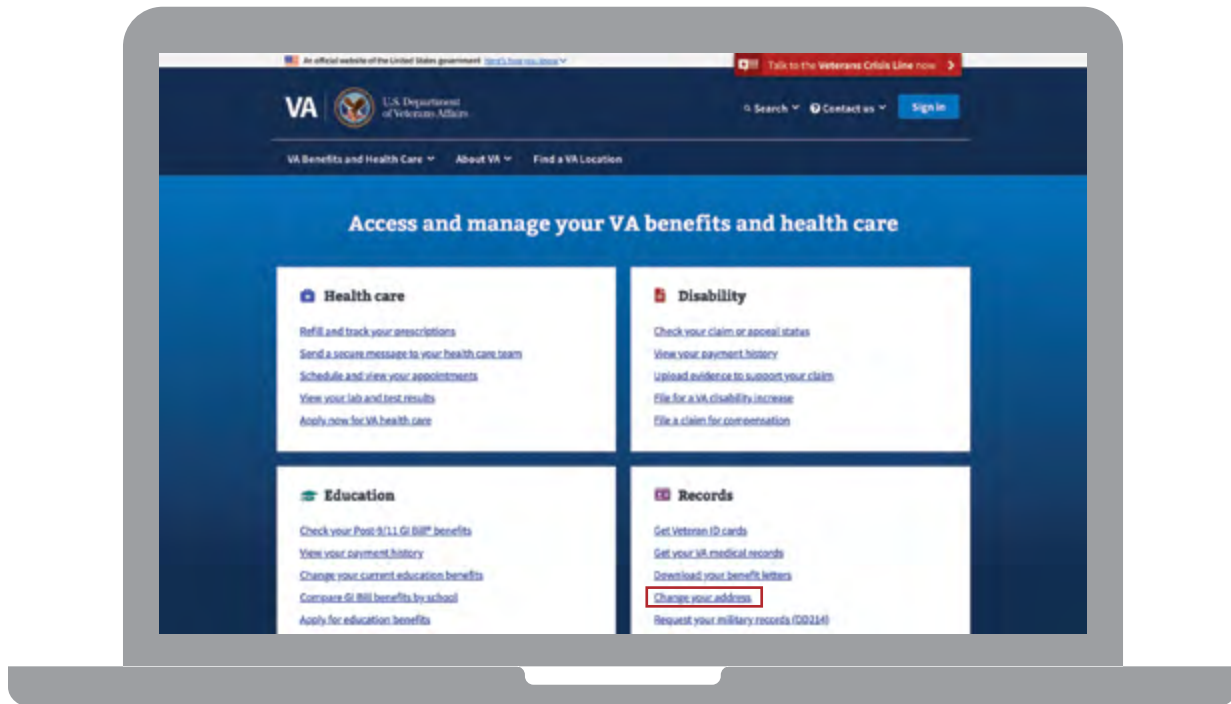 An official website of the United States government Here's how you know
Talk to the Veterans Crisis Line now
VA U.S. Department of Veterans Affairs
Search Contact us Sign in
VA Benefits and Health Care About VA Find a VA Location
Access and manage your VA benefits and health care
Health care
Refill and track your prescriptions
Send a secure message to your health care team
Schedule and view your appointments
View your lab and test results
Apply now for VA health care
Disability
Check your claim or appeal status
View your payment history
Upload evidence to support your claim
File for a VA disability increase
File a claim for compensation
Education
Check your Post-9/11 GI Bill® benefits
View your payment history
Change your current education benefits
Compare GI Bill benefits by school
Apply for education benefits
Records
Get Veteran ID cards
Get your VA medical records
Download your benefit letters
Change your address
Request your military records (DD214)